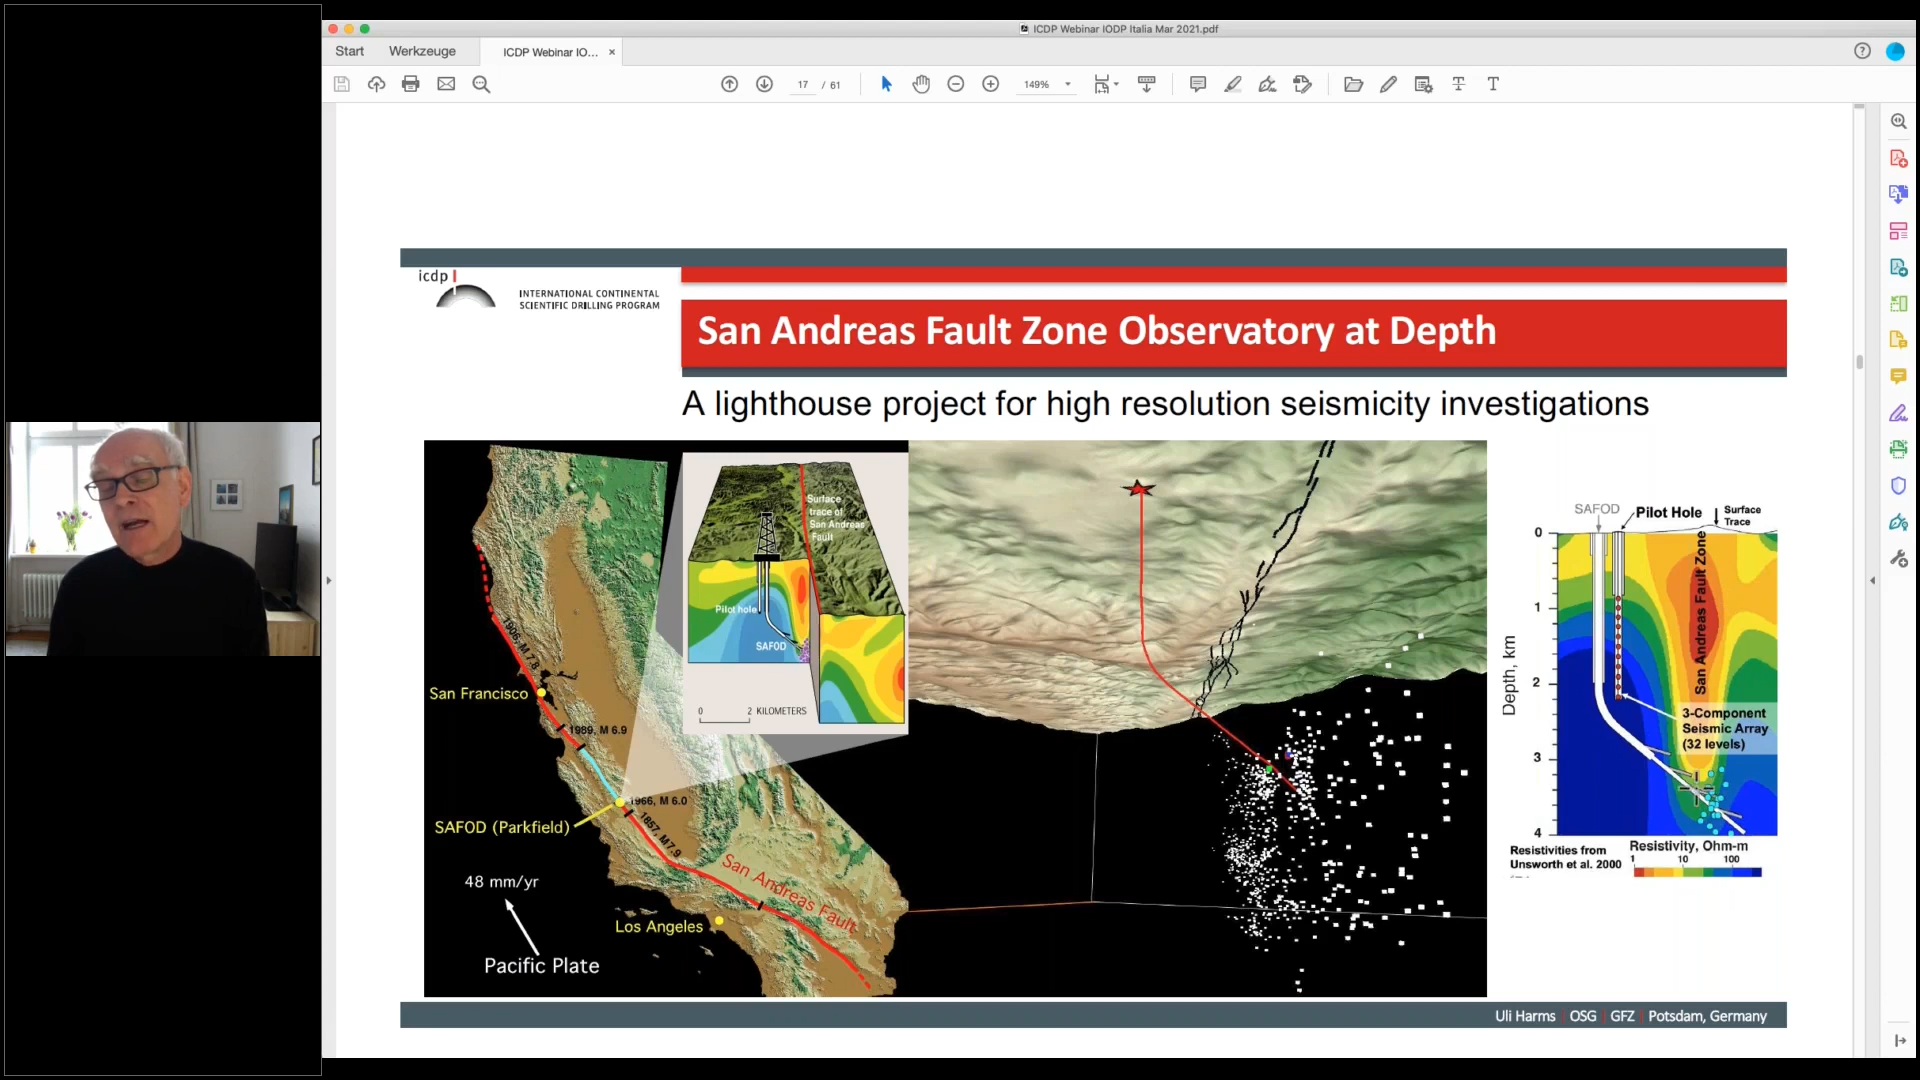 ICDP Webinar IODP Italia Mar 2021.pdf
Start
Werkzeuge
ICDP Webinar IO...
17 / 61
149%
icdp
INTERNATIONAL CONTINENTAL
SCIENTIFIC DRILLING PROGRAM
San Andreas Fault Zone Observatory at Depth
A lighthouse project for high resolution seismicity investigations
Surface
trace of
San Andreas
Fault
Pilot hole
SAFOD
0 2 KILOMETERS
1906, M 7.8
San Francisco
1989, M 6.9
1966, M 6.0
SAFOD (Parkfield)
1857, M7.9
San Andreas Fault
48 mm/yr
Los Angeles
Pacific Plate
SAFOD
Pilot Hole
Surface
Trace
0
1
2
3
4
Depth, km
San Andreas Fault Zone
3-Component
Seismic Array
(32 levels)
Resistivities from
Unsworth et al. 2000
Resistivity, Ohm-m
1 10 100
Uli Harms | OSG | GFZ | Potsdam, Germany